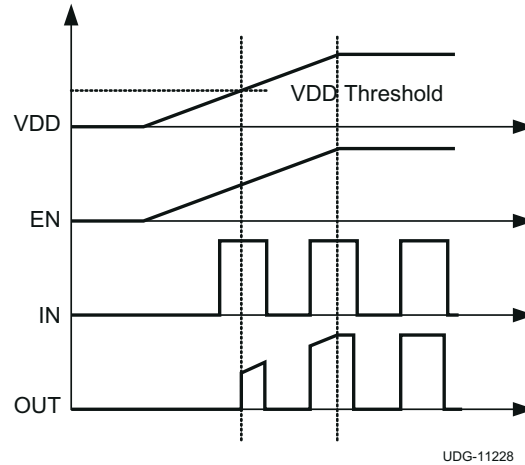 VDD Threshold
VDD
EN
IN
OUT
UDG-11228